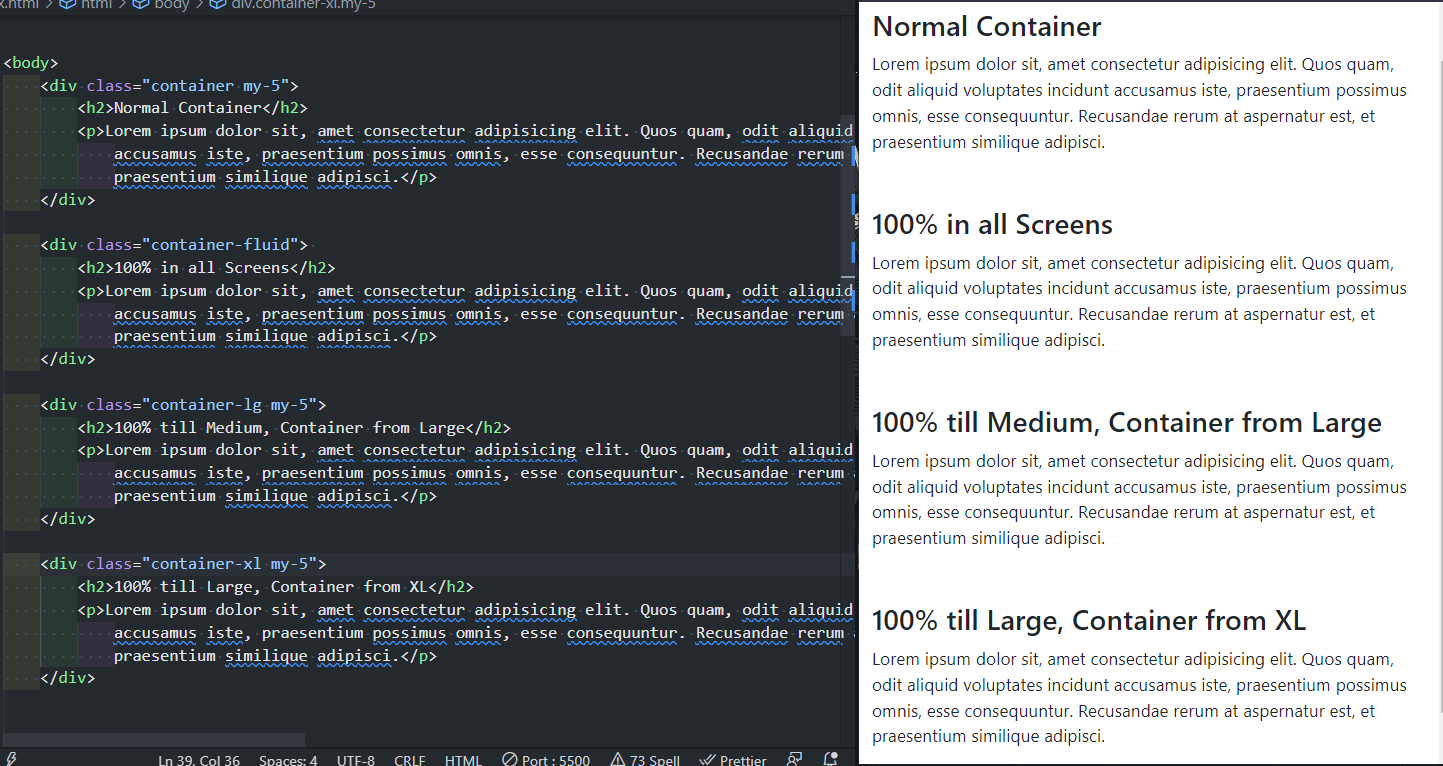 x.html > html > body > div.container-xl.my-5
<body>
<div class="container my-5">
<h2>Normal Container</h2>
<p>Lorem ipsum dolor sit, amet consectetur adipisicing elit. Quos quam, odit aliquid
accusamus iste, praesentium possimus omnis, esse consequuntur. Recusandae rerum
praesentium similique adipisci.</p>
</div>
<div class="container-fluid">
<h2>100% in all Screens</h2>
<p>Lorem ipsum dolor sit, amet consectetur adipisicing elit. Quos quam, odit aliquid
accusamus iste, praesentium possimus omnis, esse consequuntur. Recusandae rerum
praesentium similique adipisci.</p>
</div>
<div class="container-lg my-5">
<h2>100% till Medium, Container from Large</h2>
<p>Lorem ipsum dolor sit, amet consectetur adipisicing elit. Quos quam, odit aliquid
accusamus iste, praesentium possimus omnis, esse consequuntur. Recusandae rerum
praesentium similique adipisci.</p>
</div>
<div class="container-xl my-5">
<h2>100% till Large, Container from XL</h2>
<p>Lorem ipsum dolor sit, amet consectetur adipisicing elit. Quos quam, odit aliquid
accusamus iste, praesentium possimus omnis, esse consequuntur. Recusandae rerum
praesentium similique adipisci.</p>
</div>
Ln 39, Col 36 Spaces: 4 UTF-8 CRLF HTML Port : 5500 73 Spell Prettier
Normal Container
Lorem ipsum dolor sit, amet consectetur adipisicing elit. Quos quam,
odit aliquid voluptates incidunt accusamus iste, praesentium possimus
omnis, esse consequuntur. Recusandae rerum at aspernatur est, et
praesentium similique adipisci.
100% in all Screens
Lorem ipsum dolor sit, amet consectetur adipisicing elit. Quos quam,
odit aliquid voluptates incidunt accusamus iste, praesentium possimus
omnis, esse consequuntur. Recusandae rerum at aspernatur est, et
praesentium similique adipisci.
100% till Medium, Container from Large
Lorem ipsum dolor sit, amet consectetur adipisicing elit. Quos quam,
odit aliquid voluptates incidunt accusamus iste, praesentium possimus
omnis, esse consequuntur. Recusandae rerum at aspernatur est, et
praesentium similique adipisci.
100% till Large, Container from XL
Lorem ipsum dolor sit, amet consectetur adipisicing elit. Quos quam,
odit aliquid voluptates incidunt accusamus iste, praesentium possimus
omnis, esse consequuntur. Recusandae rerum at aspernatur est, et
praesentium similique adipisci.